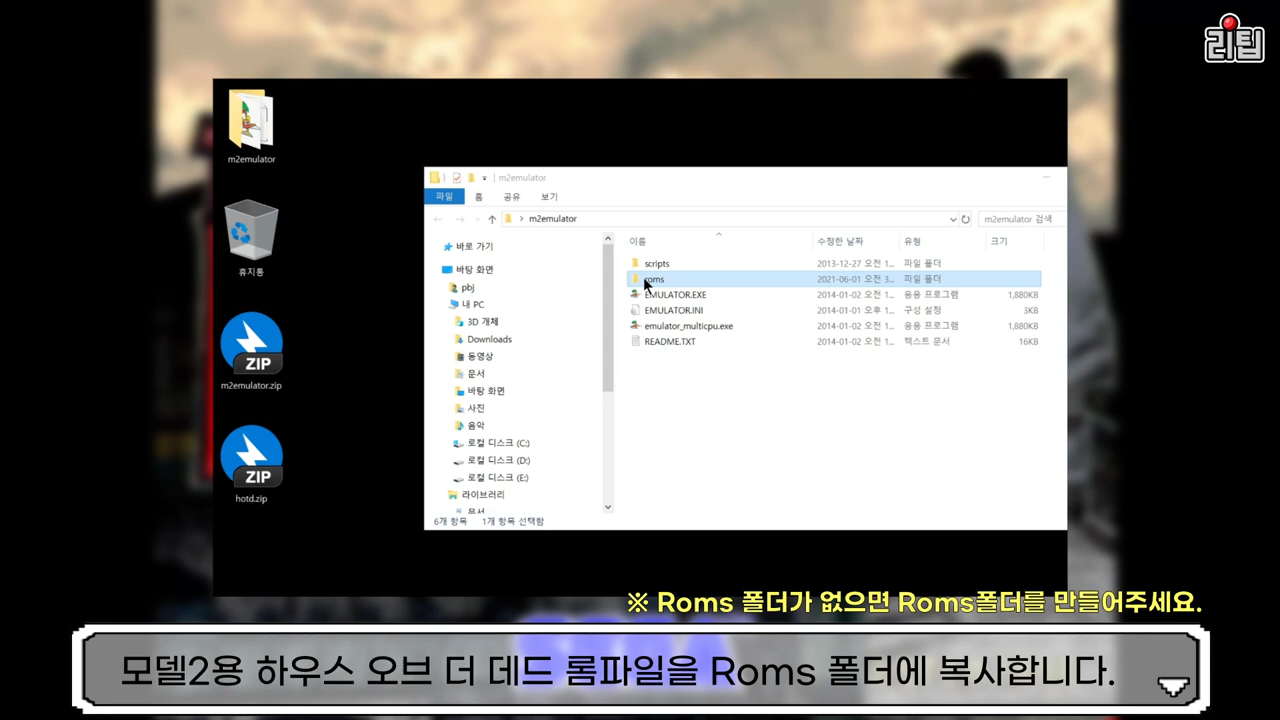 리팁
m2emulator
휴지통
ZIP
m2emulator.zip
ZIP
hotd.zip
m2emulator
파일 홈 공유 보기
m2emulator
m2emulator 검색
바로 가기
바탕 화면
pbj
내 PC
3D 개체
Downloads
동영상
문서
바탕 화면
사진
음악
로컬 디스크 (C:)
로컬 디스크 (D:)
로컬 디스크 (E:)
라이브러리
문서
이름 수정한 날짜 유형 크기
scripts 2013-12-27 오전 1... 파일 폴더
roms 2021-06-01 오전 3... 파일 폴더
EMULATOR.EXE 2014-01-02 오전 1... 응용 프로그램 1,880KB
EMULATOR.INI 2014-01-01 오후 1... 구성 설정 3KB
emulator_multicpu.exe 2014-01-02 오전 1... 응용 프로그램 1,880KB
README.TXT 2014-01-02 오전 1... 텍스트 문서 16KB
6개 항목 1개 항목 선택함
※ Roms 폴더가 없으면 Roms폴더를 만들어주세요.
모델2용 하우스 오브 더 데드 롬파일을 Roms 폴더에 복사합니다.